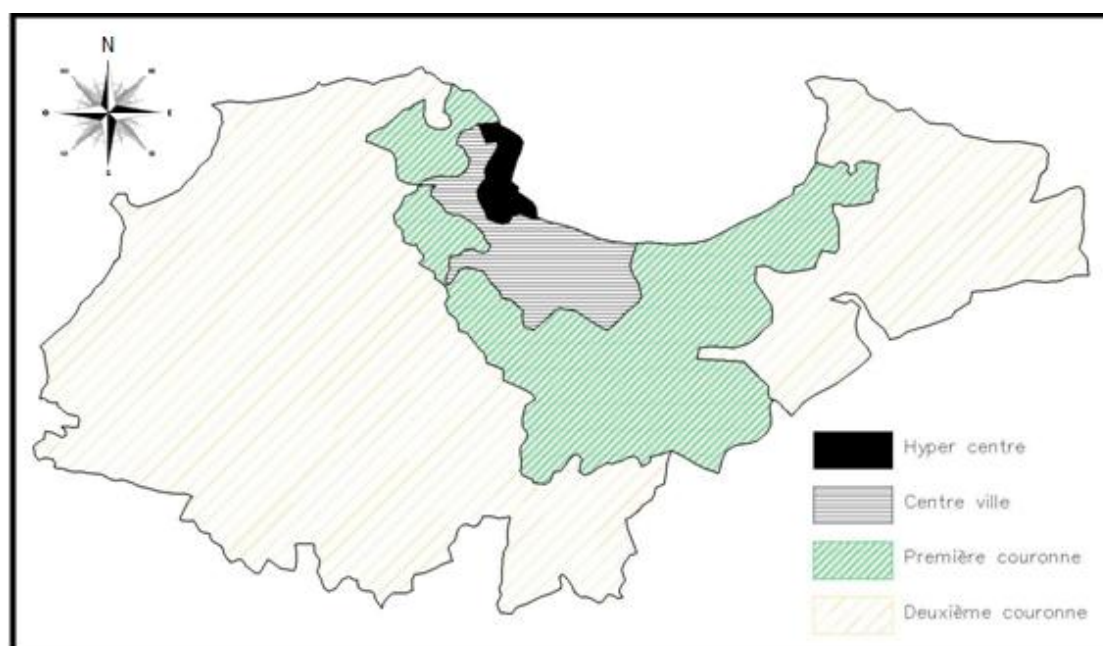 N
O
E
L
Hyper centre
Centre ville
Première couronne
Deuxième couronne